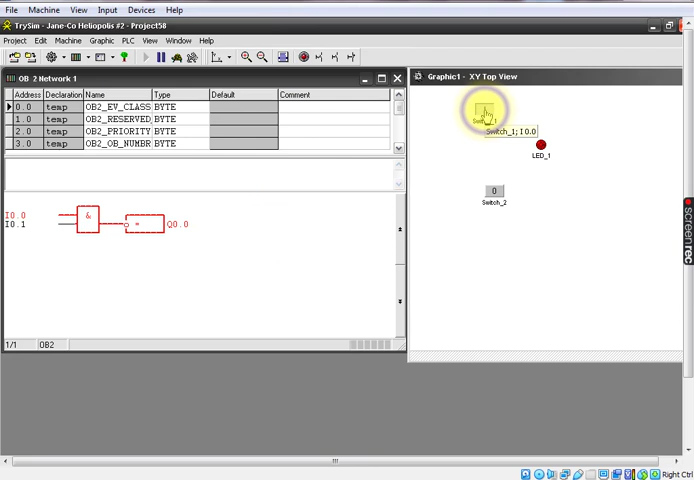 File Machine View Input Devices Help
TrySim - Jane-Co Heliopolis #2 - Project58
Project Edit Machine Graphic PLC View Window Help
OB 2 Network 1
Address Declaration Name Type Default Comment
0.0 temp OB2_EV_CLASS BYTE
1.0 temp OB2_RESERVED_ BYTE
2.0 temp OB2_PRIORITY BYTE
3.0 temp OB2_OB_NUMBR BYTE
I0.0
I0.1
&
=
Q0.0
1/1 OB2
Graphic1 - XY Top View
Switch_1; I 0.0
LED_1
0
Switch_2
screenrec
Right Ctrl